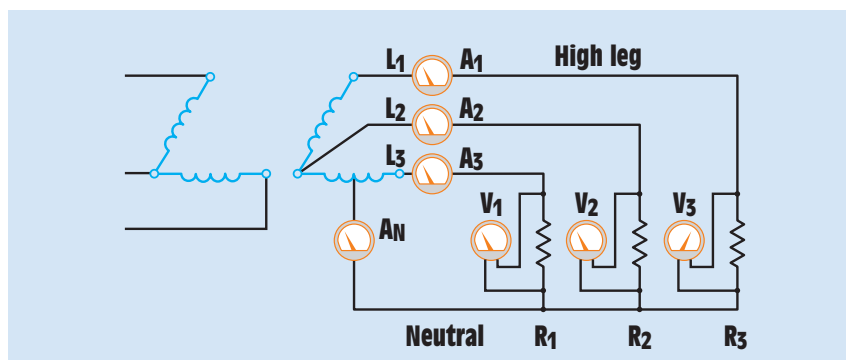 L1 A1 High leg
L2 A2
L3 A3
V1 V2 V3
AN
Neutral R1 R2 R3